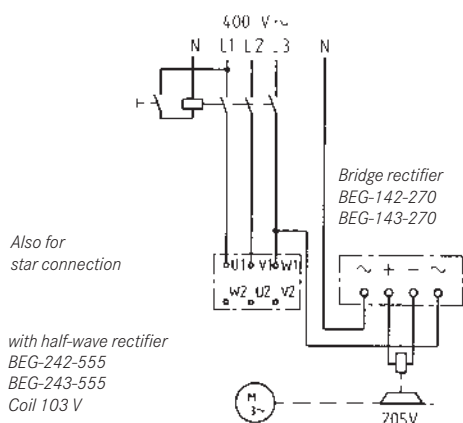 400 V ~
N L1 L2 L3 N
Bridge rectifier
BEG-142-270
BEG-143-270
Also for
star connection
U1 V1 W1
W2 U2 V2
~ + - ~
with half-wave rectifier
BEG-242-555
BEG-243-555
Coil 103 V
M
3~
205V